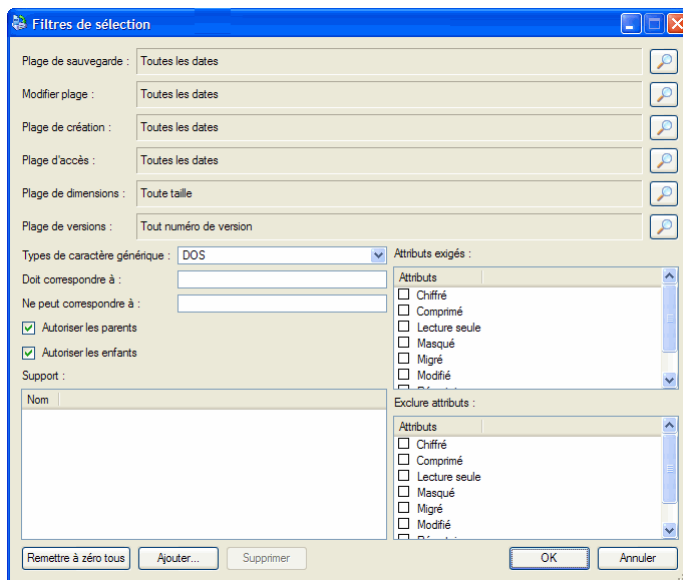 Filtres de sélection
Plage de sauvegarde : Toutes les dates
Modifier plage : Toutes les dates
Plage de création : Toutes les dates
Plage d'accès : Toutes les dates
Plage de dimensions : Toute taille
Plage de versions : Tout numéro de version
Types de caractère générique : DOS
Doit correspondre à :
Ne peut correspondre à :
Autoriser les parents
Autoriser les enfants
Support :
Nom
Attributs exigés :
Attributs
Chiffré
Comprimé
Lecture seule
Masqué
Migré
Modifié
Exclure attributs :
Attributs
Chiffré
Comprimé
Lecture seule
Masqué
Migré
Modifié
Remettre à zéro tous Ajouter... Supprimer OK Annuler